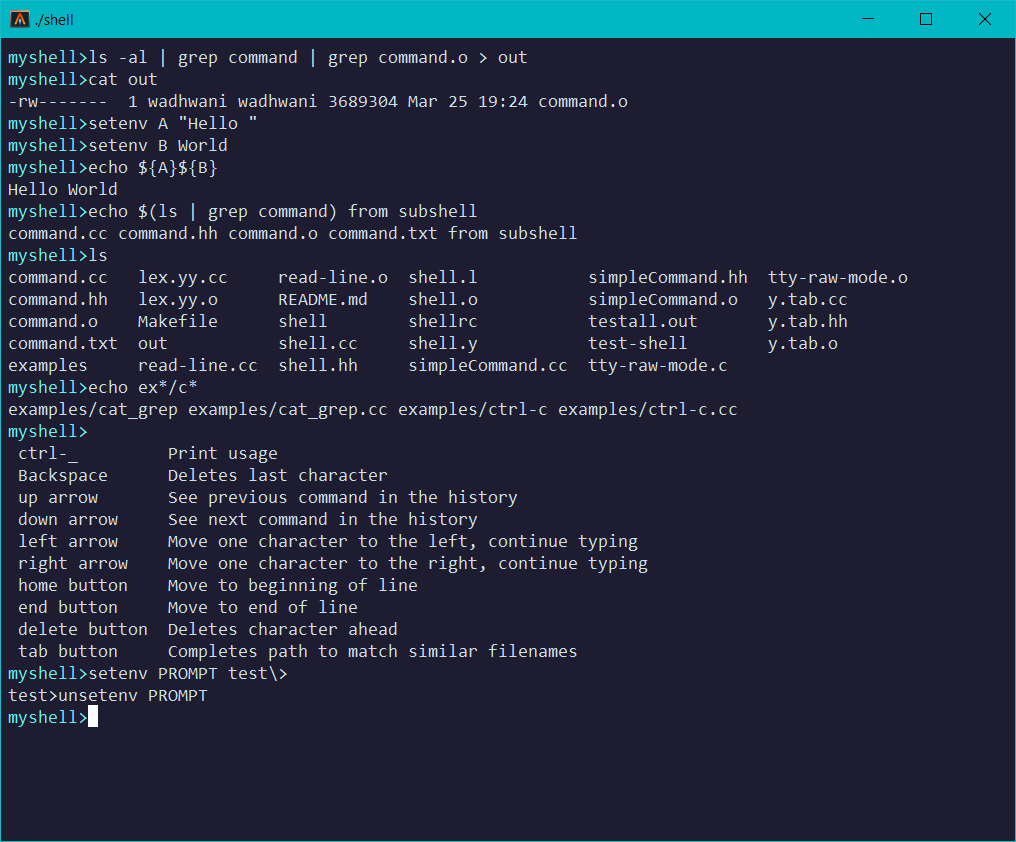 ./shell
myshell>ls -al | grep command | grep command.o > out
myshell>cat out
-rw-------  1 wadhwani wadhwani 3689304 Mar 25 19:24 command.o
myshell>setenv A "Hello "
myshell>setenv B World
myshell>echo ${A}${B}
Hello World
myshell>echo $(ls | grep command) from subshell
command.cc command.hh command.o command.txt from subshell
myshell>ls
command.cc   lex.yy.cc     read-line.o  shell.l           simpleCommand.hh  tty-raw-mode.o
command.hh   lex.yy.o      README.md    shell.o           simpleCommand.o   y.tab.cc
command.o    Makefile      shell        shellrc           testall.out       y.tab.hh
command.txt  out           shell.cc     shell.y           test-shell        y.tab.o
examples     read-line.cc  shell.hh     simpleCommand.cc  tty-raw-mode.c
myshell>echo ex*/c*
examples/cat_grep examples/cat_grep.cc examples/ctrl-c examples/ctrl-c.cc
myshell>
 ctrl-_         Print usage
 Backspace      Deletes last character
 up arrow       See previous command in the history
 down arrow     See next command in the history
 left arrow     Move one character to the left, continue typing
 right arrow    Move one character to the right, continue typing
 home button    Move to beginning of line
 end button     Move to end of line
 delete button  Deletes character ahead
 tab button     Completes path to match similar filenames
myshell>setenv PROMPT test\>
test>unsetenv PROMPT
myshell>